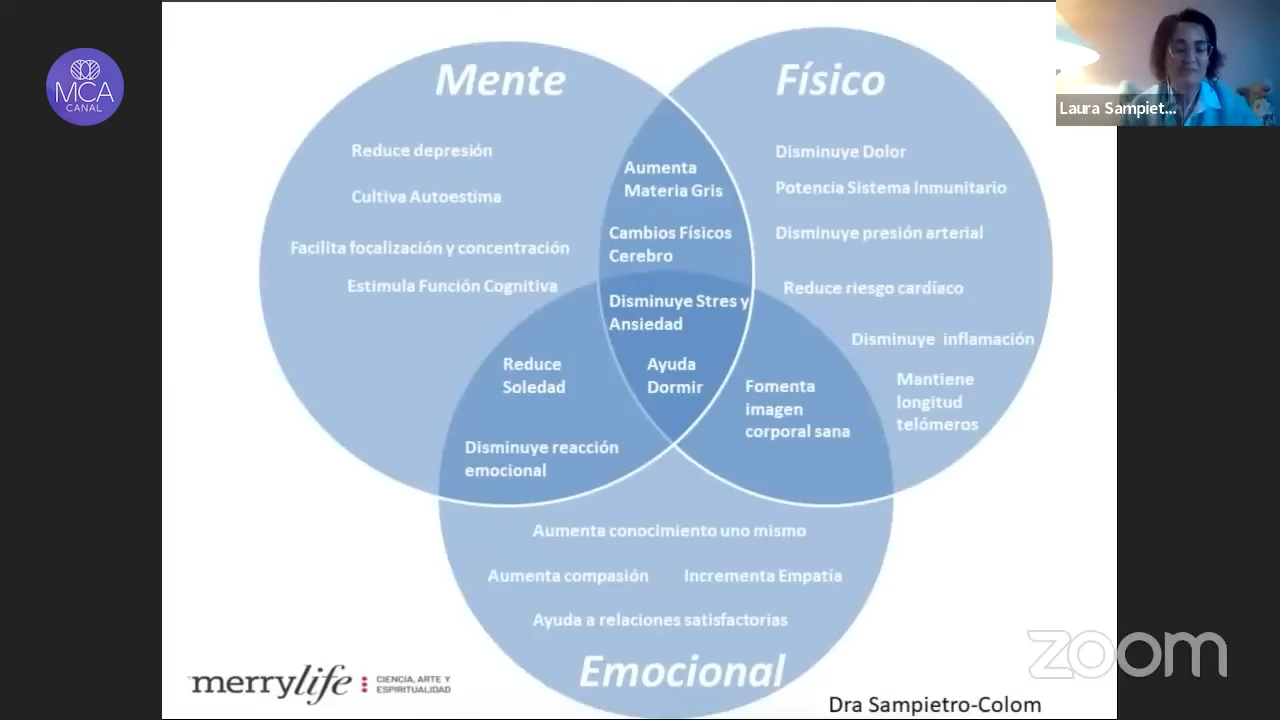 MCA
CANAL
Laura Sampiet...
Mente
Físico
Reduce depresión
Cultiva Autoestima
Facilita focalización y concentración
Estimula Función Cognitiva
Aumenta
Materia Gris
Cambios Físicos
Cerebro
Disminuye Stres y
Ansiedad
Ayuda
Dormir
Disminuye Dolor
Potencia Sistema Inmunitario
Disminuye presión arterial
Reduce riesgo cardíaco
Disminuye inflamación
Mantiene
longitud
telómeros
Reduce
Soledad
Disminuye reacción
emocional
Fomenta
imagen
corporal sana
Aumenta conocimiento uno mismo
Aumenta compasión
Incrementa Empatía
Ayuda a relaciones satisfactorias
Emocional
merrylife
CIENCIA, ARTE Y
ESPIRITUALIDAD
Dra Sampietro-Colom
zoom